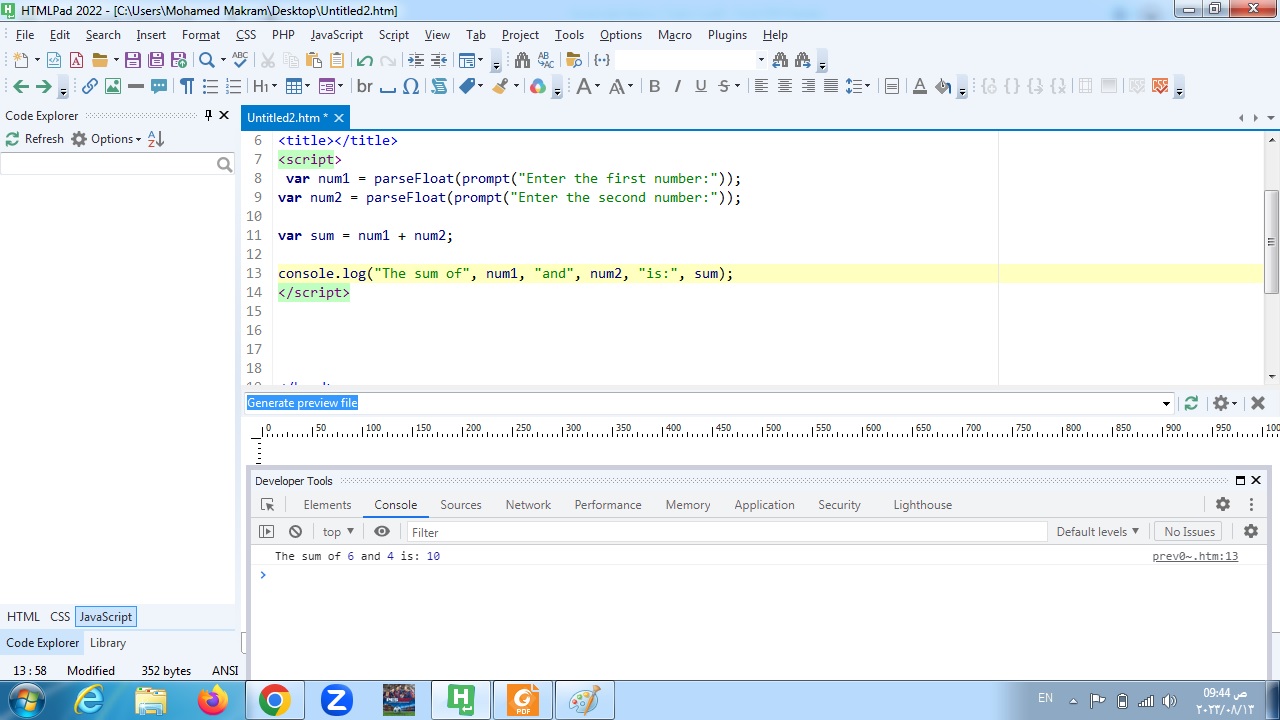 HTMLPad 2022 - [C:\Users\Mohamed Makram\Desktop\Untitled2.htm]
File Edit Search Insert Format CSS PHP JavaScript Script View Tab Project Tools Options Macro Plugins Help
ABC
H1 br A A B I U S A CSS
Code Explorer
Untitled2.htm *
Refresh Options
6 <title></title>
7 <script>
8 var num1 = parseFloat(prompt("Enter the first number:"));
9 var num2 = parseFloat(prompt("Enter the second number:"));
10
11 var sum = num1 + num2;
12
13 console.log("The sum of", num1, "and", num2, "is:", sum);
14 </script>
15
16
17
18
Generate preview file
0 50 100 150 200 250 300 350 400 450 500 550 600 650 700 750 800 850 900 950 100
Developer Tools
Elements Console Sources Network Performance Memory Application Security Lighthouse
top Filter Default levels No Issues
The sum of 6 and 4 is: 10 prev0~.htm:13
HTML CSS JavaScript
Code Explorer Library
13 : 58 Modified 352 bytes ANSI
EN
09:44 ص
٢٠٢٣/٠٨/١٣